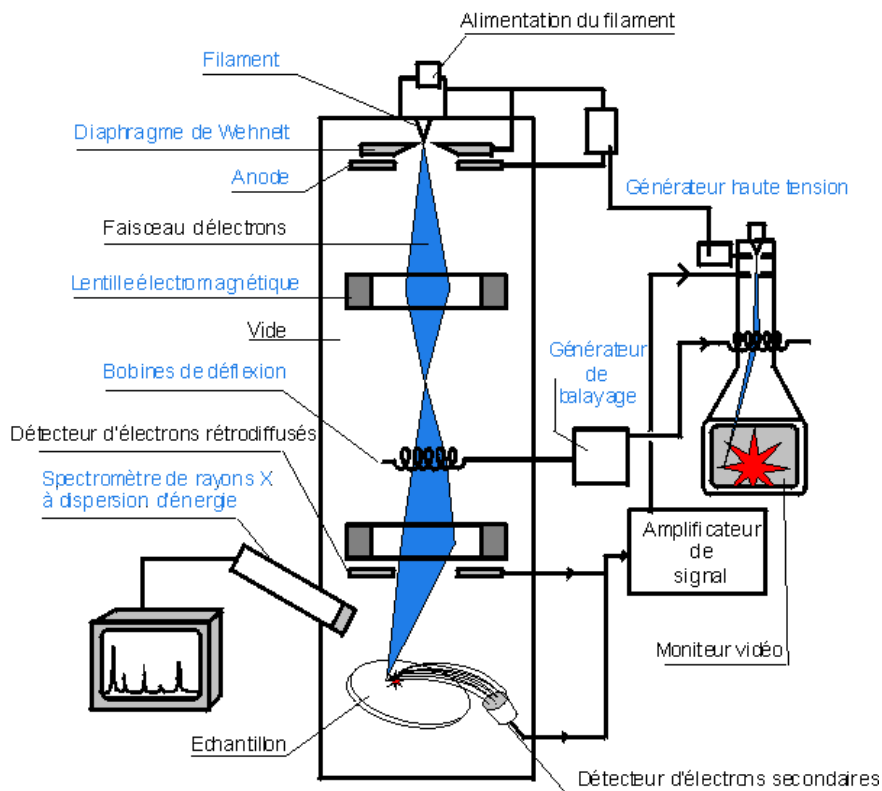 Alimentation du filament
Filament
Diaphragme de Wehnelt
Anode
Générateur haute tension
Faisceau délectrons
Lentille électromagnétique
Vide
Générateur
de
balayage
Bobines de déflexion
Détecteur d'électrons rétrodiffusés
Spectromètre de rayons X
à dispersion d'énergie
Amplificateur
de
signal
Moniteur vidéo
Echantillon
Détecteur d'électrons secondaires